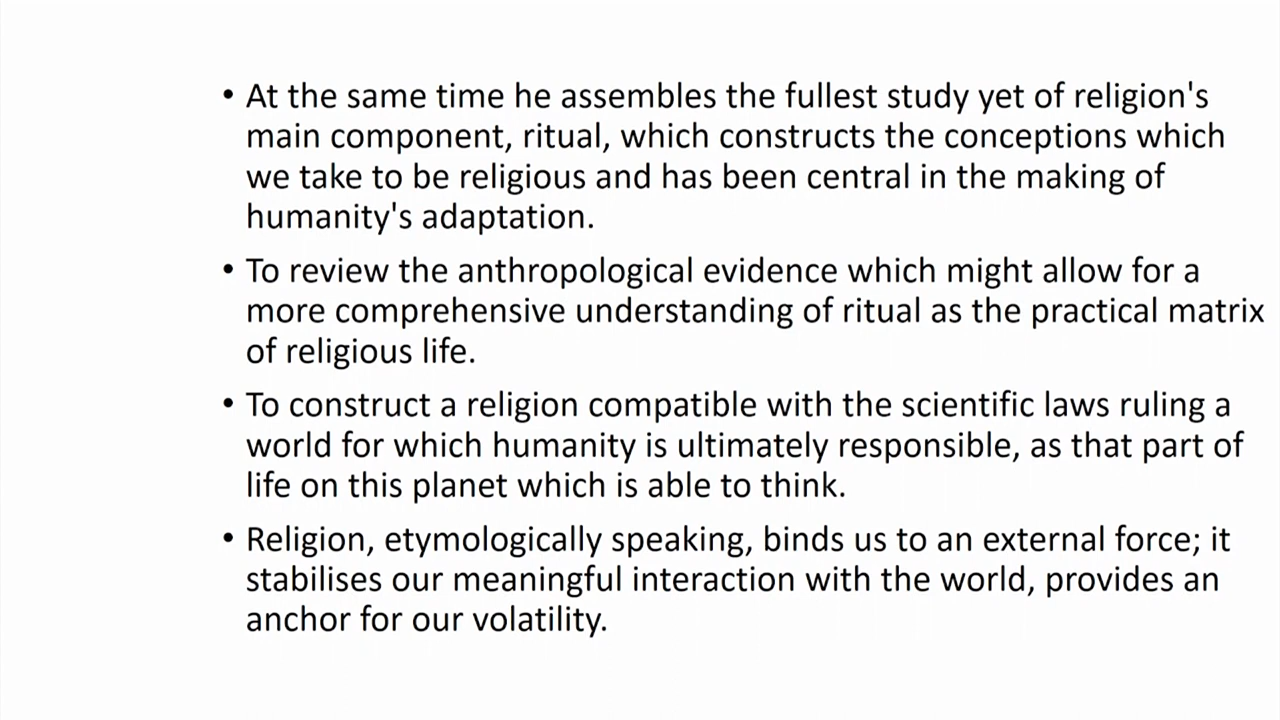 • At the same time he assembles the fullest study yet of religion's
main component, ritual, which constructs the conceptions which
we take to be religious and has been central in the making of
humanity's adaptation.
• To review the anthropological evidence which might allow for a
more comprehensive understanding of ritual as the practical matrix
of religious life.
• To construct a religion compatible with the scientific laws ruling a
world for which humanity is ultimately responsible, as that part of
life on this planet which is able to think.
• Religion, etymologically speaking, binds us to an external force; it
stabilises our meaningful interaction with the world, provides an
anchor for our volatility.